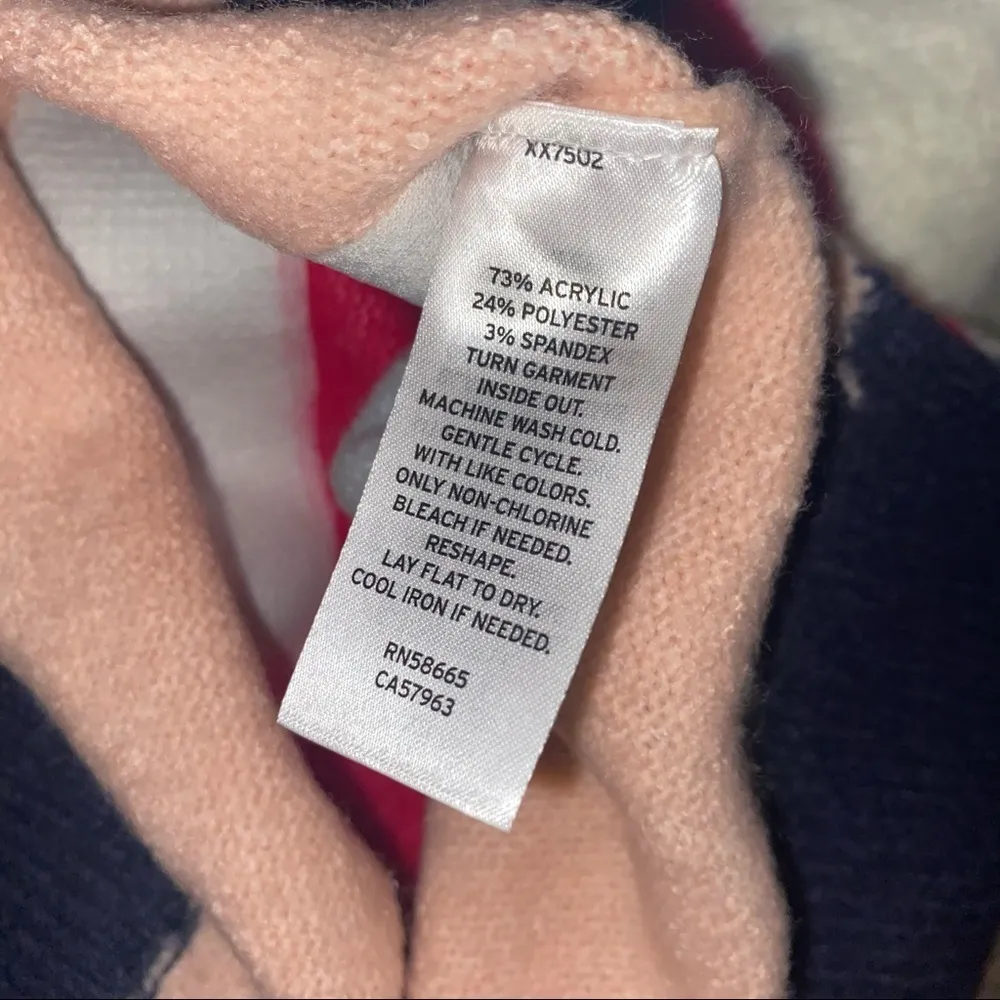 XX7502
73% ACRYLIC
24% POLYESTER
3% SPANDEX
TURN GARMENT
INSIDE OUT.
MACHINE WASH COLD.
GENTLE CYCLE.
WITH LIKE COLORS.
ONLY NON-CHLORINE
BLEACH IF NEEDED.
RESHAPE.
LAY FLAT TO DRY.
COOL IRON IF NEEDED.
RN58665
CA57963